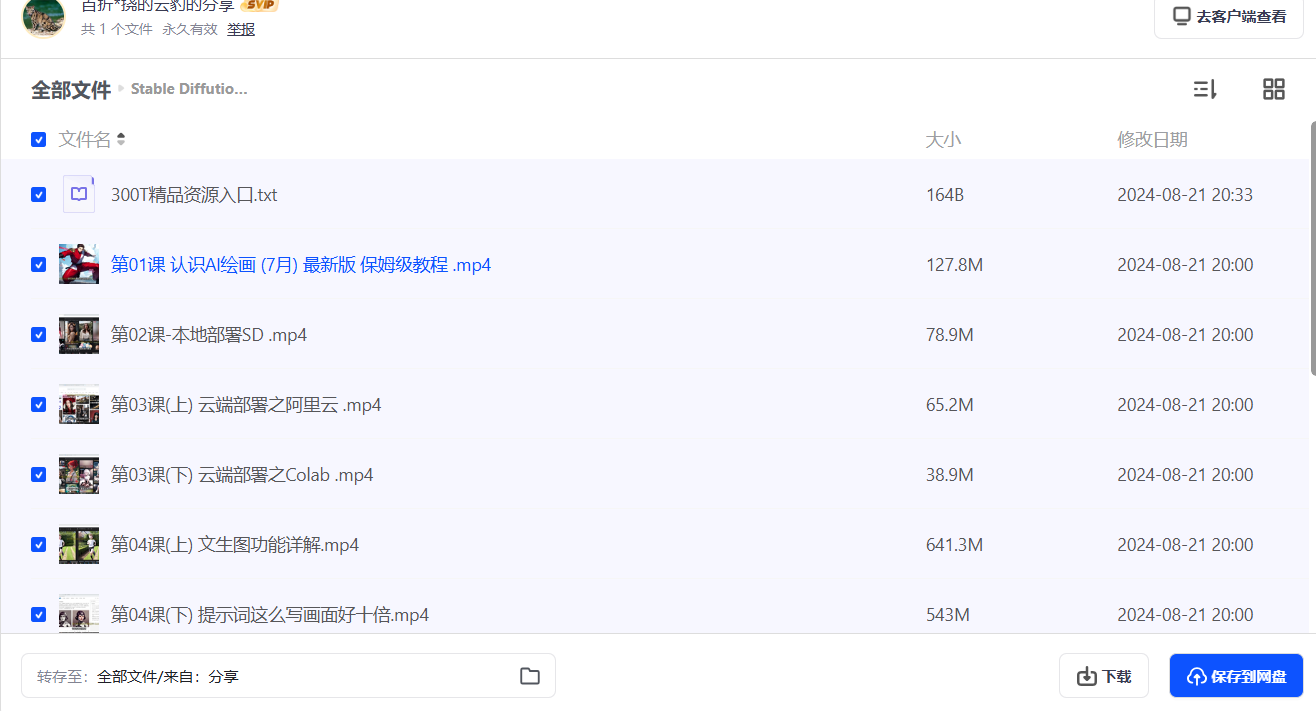 百折*挠的云豹的分享 SVIP
共 1 个文件 永久有效 举报
去客户端查看
全部文件 Stable Diffutio...
文件名 大小 修改日期
300T精品资源入口.txt 164B 2024-08-21 20:33
第01课 认识AI绘画 (7月) 最新版 保姆级教程 .mp4 127.8M 2024-08-21 20:00
第02课-本地部署SD .mp4 78.9M 2024-08-21 20:00
第03课(上) 云端部署之阿里云 .mp4 65.2M 2024-08-21 20:00
第03课(下) 云端部署之Colab .mp4 38.9M 2024-08-21 20:00
第04课(上) 文生图功能详解.mp4 641.3M 2024-08-21 20:00
第04课(下) 提示词这么写画面好十倍.mp4 543M 2024-08-21 20:00
转存至：全部文件/来自：分享
下载
保存到网盘